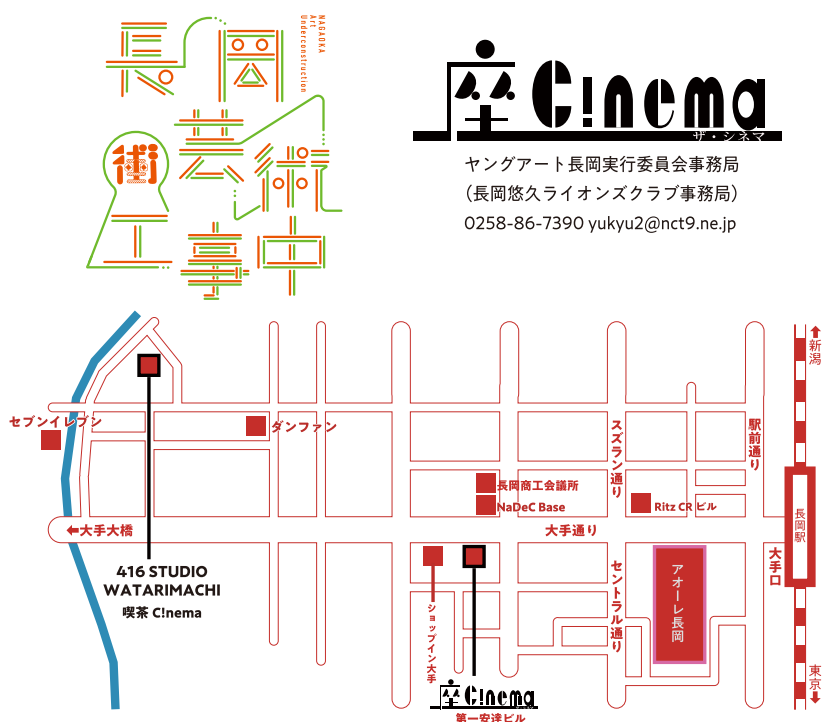 NAGAOKA
Art
Underconstruction
長岡
芸術
工事中
街
座 C!nema
ザ・シネマ
ヤングアート長岡実行委員会事務局
（長岡悠久ライオンズクラブ事務局）
0258-86-7390 yukyu2@nct9.ne.jp
新潟
セブンイレブン
ダンファン
スズラン通り
駅前通り
長岡商工会議所
NaDeC Base
Ritz CR ビル
長岡駅
大手大橋
大手通り
大手口
416 STUDIO
WATARIMACHI
喫茶 C!nema
ショップイン大手
セントラル通り
アオーレ長岡
東京
座 C!nema
第一安達ビル